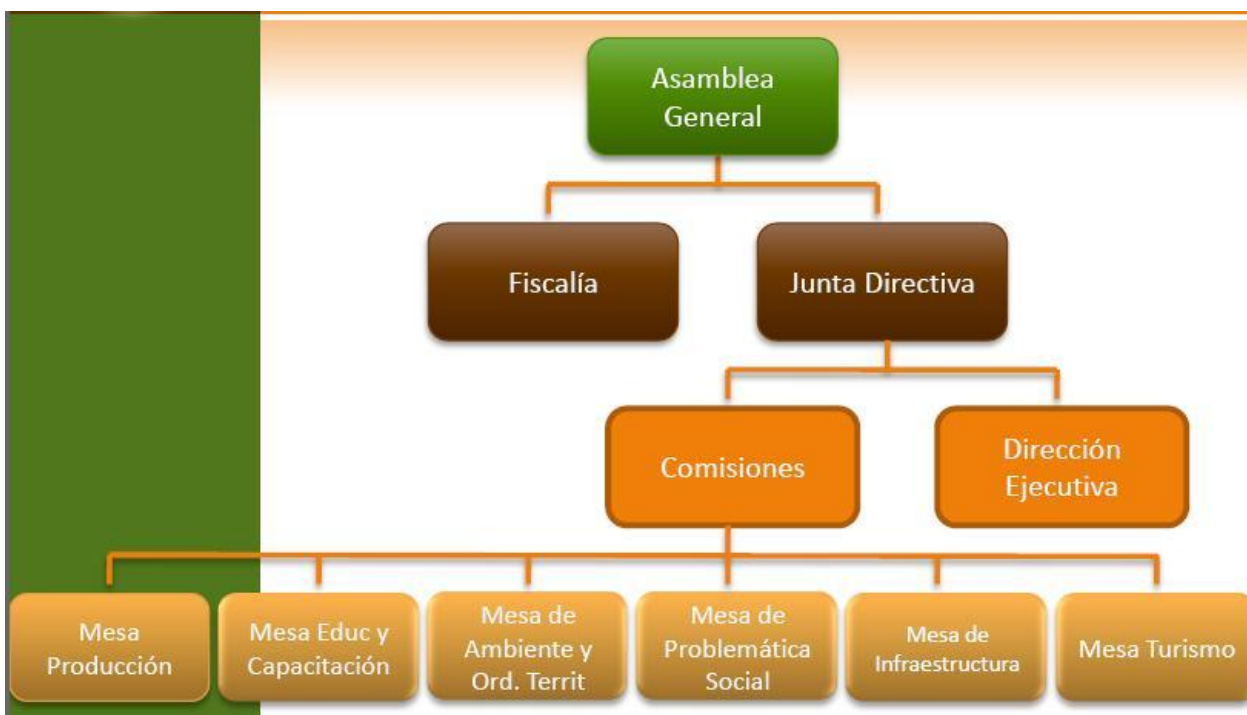 Asamblea
General
Fiscalía
Junta Directiva
Comisiones
Dirección
Ejecutiva
Mesa
Producción
Mesa Educ y
Capacitación
Mesa de
Ambiente y
Ord. Territ
Mesa de
Problemática
Social
Mesa de
Infraestructura
Mesa Turismo